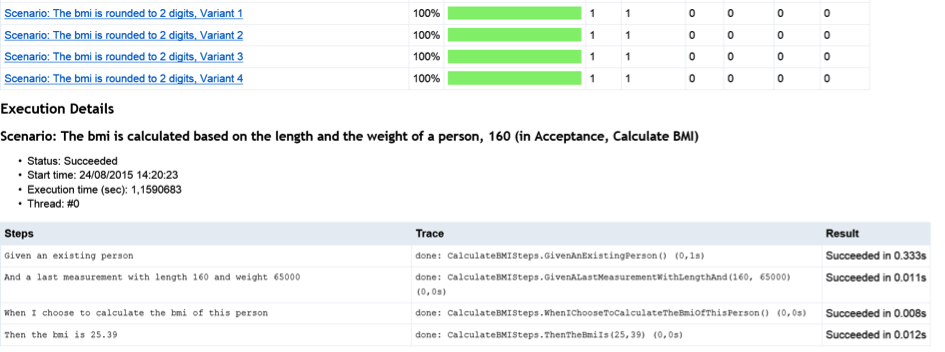 Scenario: The bmi is rounded to 2 digits, Variant 1 100% 1 1 0 0 0 0
Scenario: The bmi is rounded to 2 digits, Variant 2 100% 1 1 0 0 0 0
Scenario: The bmi is rounded to 2 digits, Variant 3 100% 1 1 0 0 0 0
Scenario: The bmi is rounded to 2 digits, Variant 4 100% 1 1 0 0 0 0
Execution Details
Scenario: The bmi is calculated based on the length and the weight of a person, 160 (in Acceptance, Calculate BMI)
• Status: Succeeded
• Start time: 24/08/2015 14:20:23
• Execution time (sec): 1,1590683
• Thread: #0
Steps Trace Result
Given an existing person done: CalculateBMISteps.GivenAnExistingPerson() (0,1s) Succeeded in 0.333s
And a last measurement with length 160 and weight 65000 done: CalculateBMISteps.GivenALastMeasurementWithLengthAnd(160, 65000) Succeeded in 0.011s
(0,0s)
When I choose to calculate the bmi of this person done: CalculateBMISteps.WhenIChooseToCalculateTheBmiOfThisPerson() (0,0s) Succeeded in 0.008s
Then the bmi is 25.39 done: CalculateBMISteps.ThenTheBmiIs(25,39) (0,0s) Succeeded in 0.012s